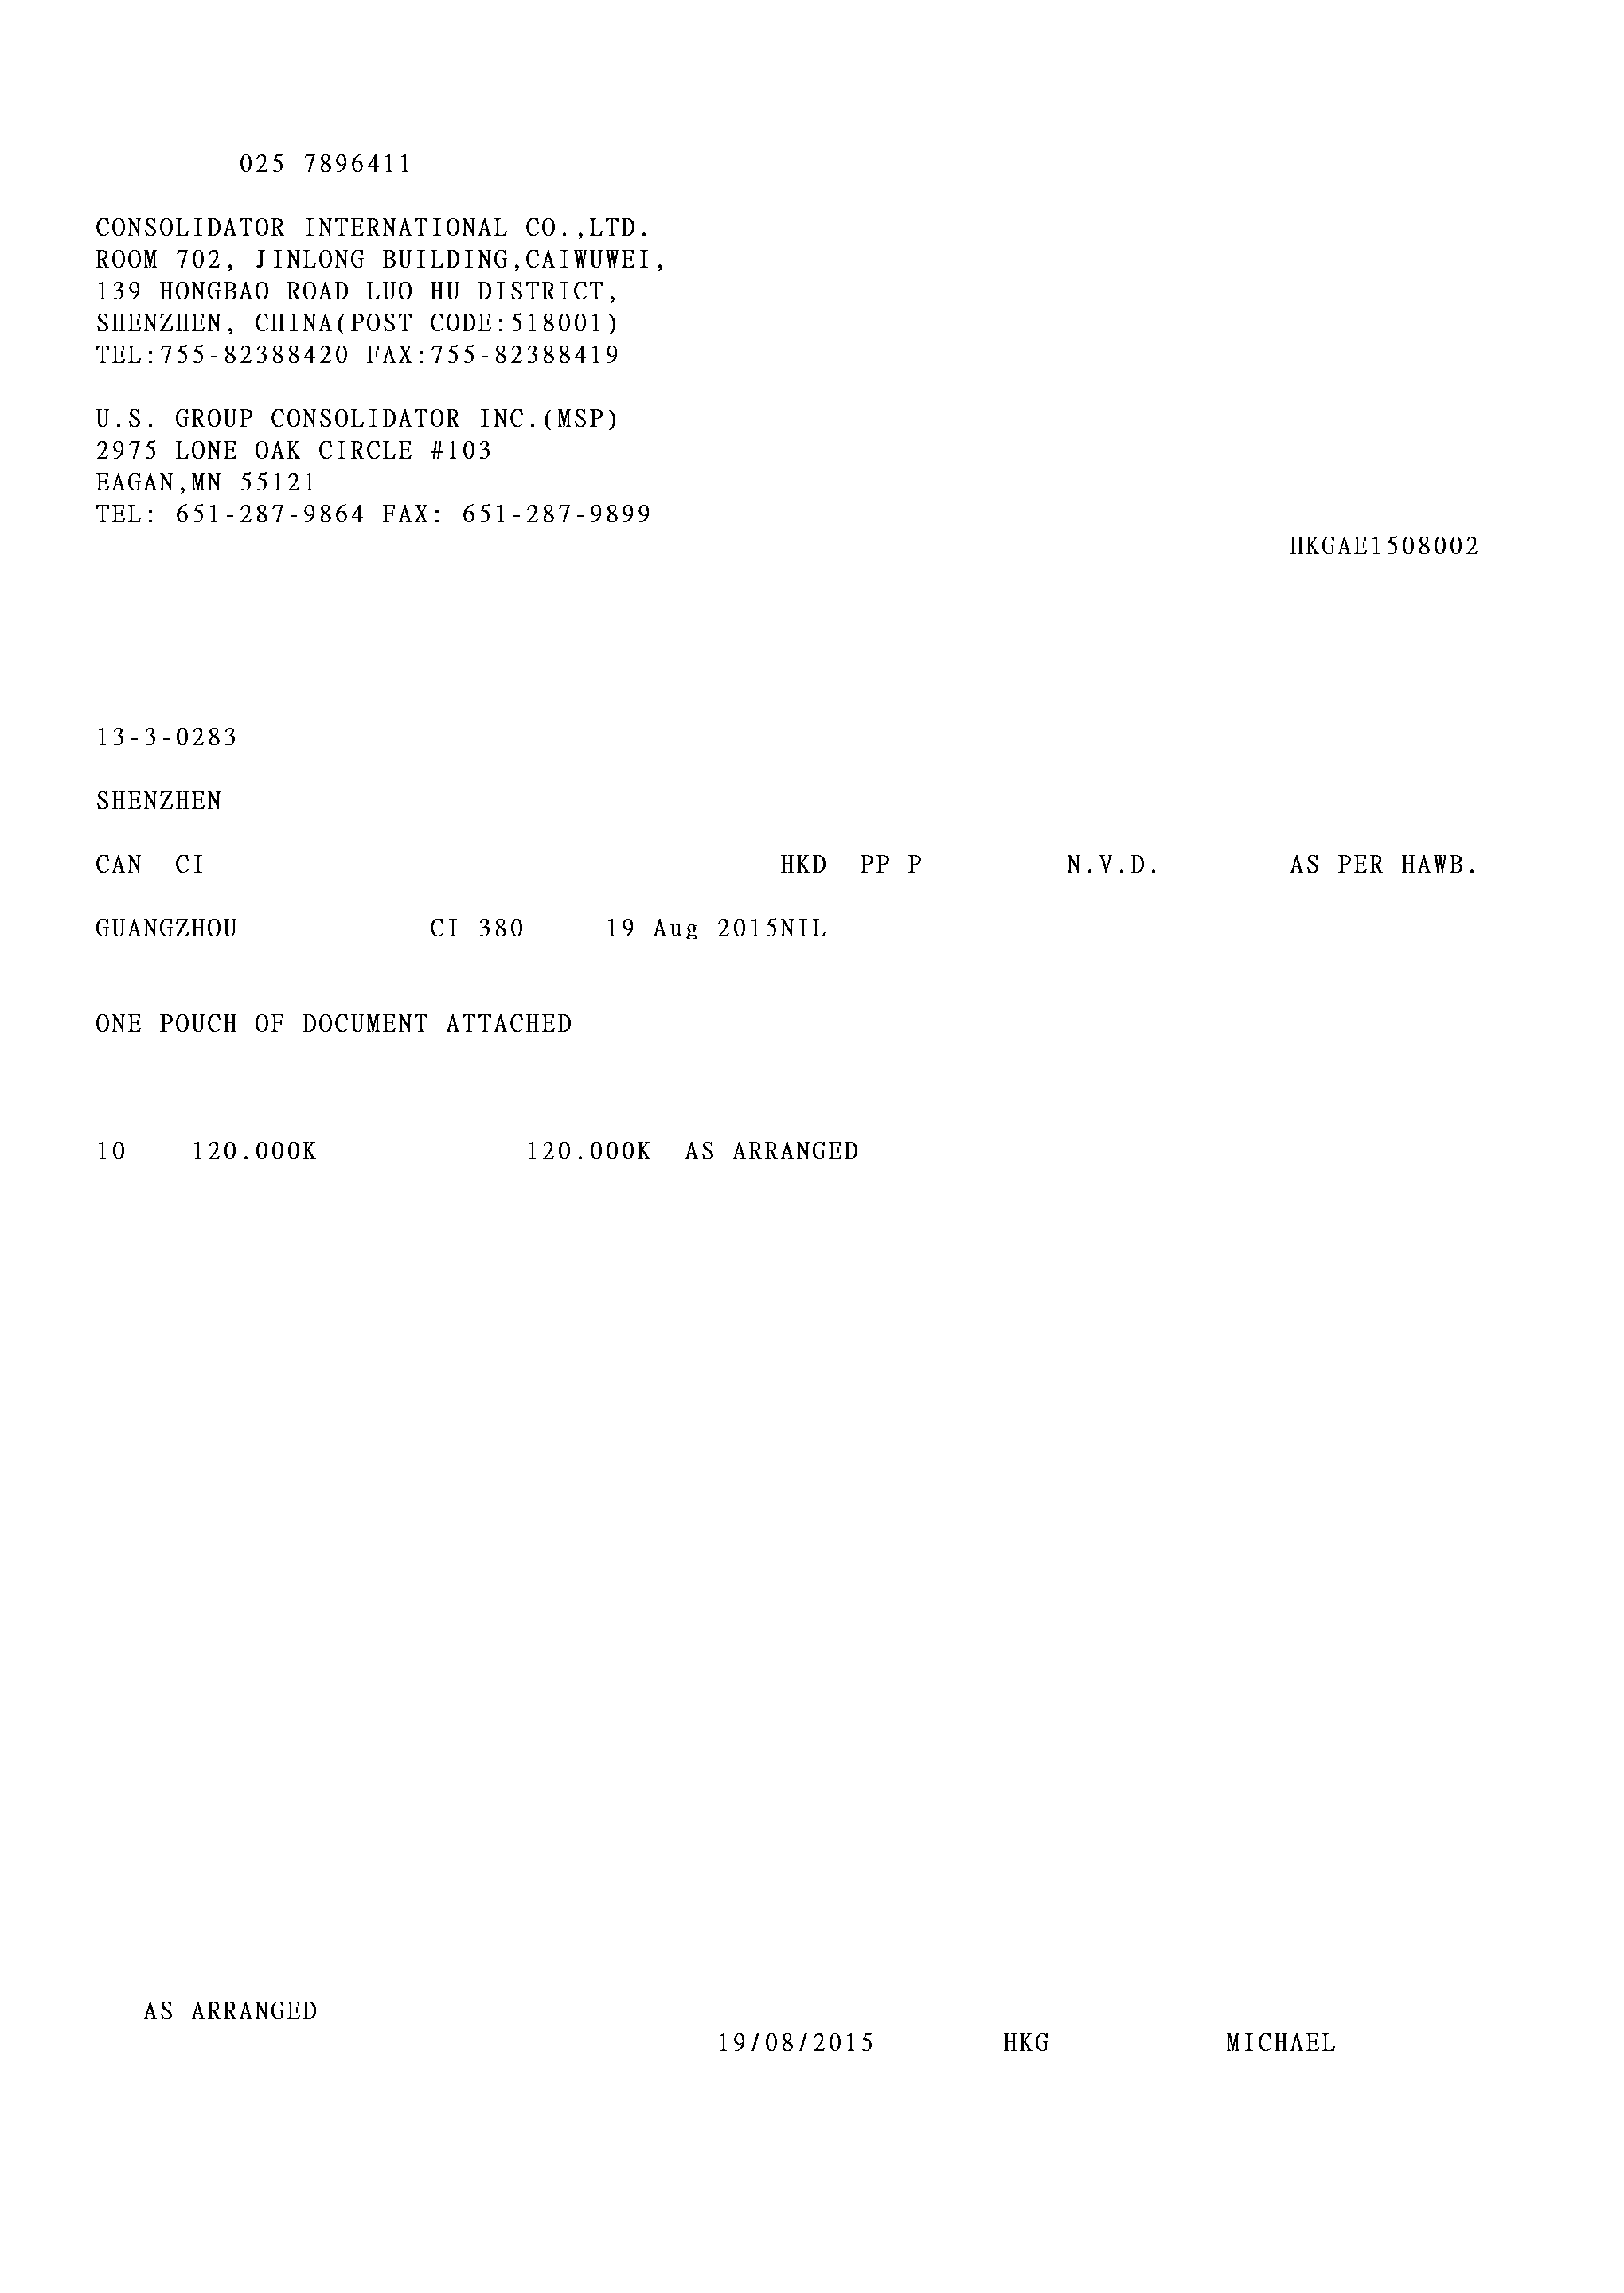 025 7896411
CONSOLIDATOR INTERNATIONAL CO.,LTD.
ROOM 702, JINLONG BUILDING,CAIWUWEI,
139 HONGBAO ROAD LUO HU DISTRICT,
SHENZHEN, CHINA(POST CODE:518001)
TEL:755-82388420 FAX:755-82388419
U.S. GROUP CONSOLIDATOR INC.(MSP)
2975 LONE OAK CIRCLE #103
EAGAN,MN 55121
TEL: 651-287-9864 FAX: 651-287-9899
HKGAE1508002
13-3-0283
SHENZHEN
CAN CI HKD PP P N.V.D. AS PER HAWB.
GUANGZHOU CI 380 19 Aug 2015NIL
ONE POUCH OF DOCUMENT ATTACHED
10 120.000K 120.000K AS ARRANGED
AS ARRANGED
19/08/2015 HKG MICHAEL